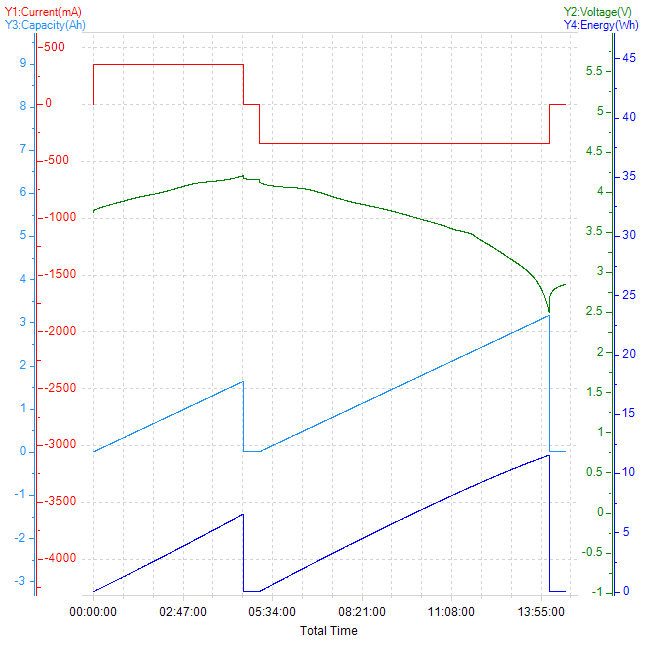 Y1:Current(mA) Y2:Voltage(V)
Y3:Capacity(Ah) Y4:Energy(Wh)
500 45
9 5.5
0
8 5 40
7 4.5
-500
6 4 35
-1000
5 3.5 30
4 -1500 3
25
3 2.5
-2000
2 2 20
-2500 1.5
1 15
0 -3000 1
-1 0.5 10
-3500 0
-2 5
-4000 -0.5
-3 -1 0
00:00:00 02:47:00 05:34:00 08:21:00 11:08:00 13:55:00
Total Time